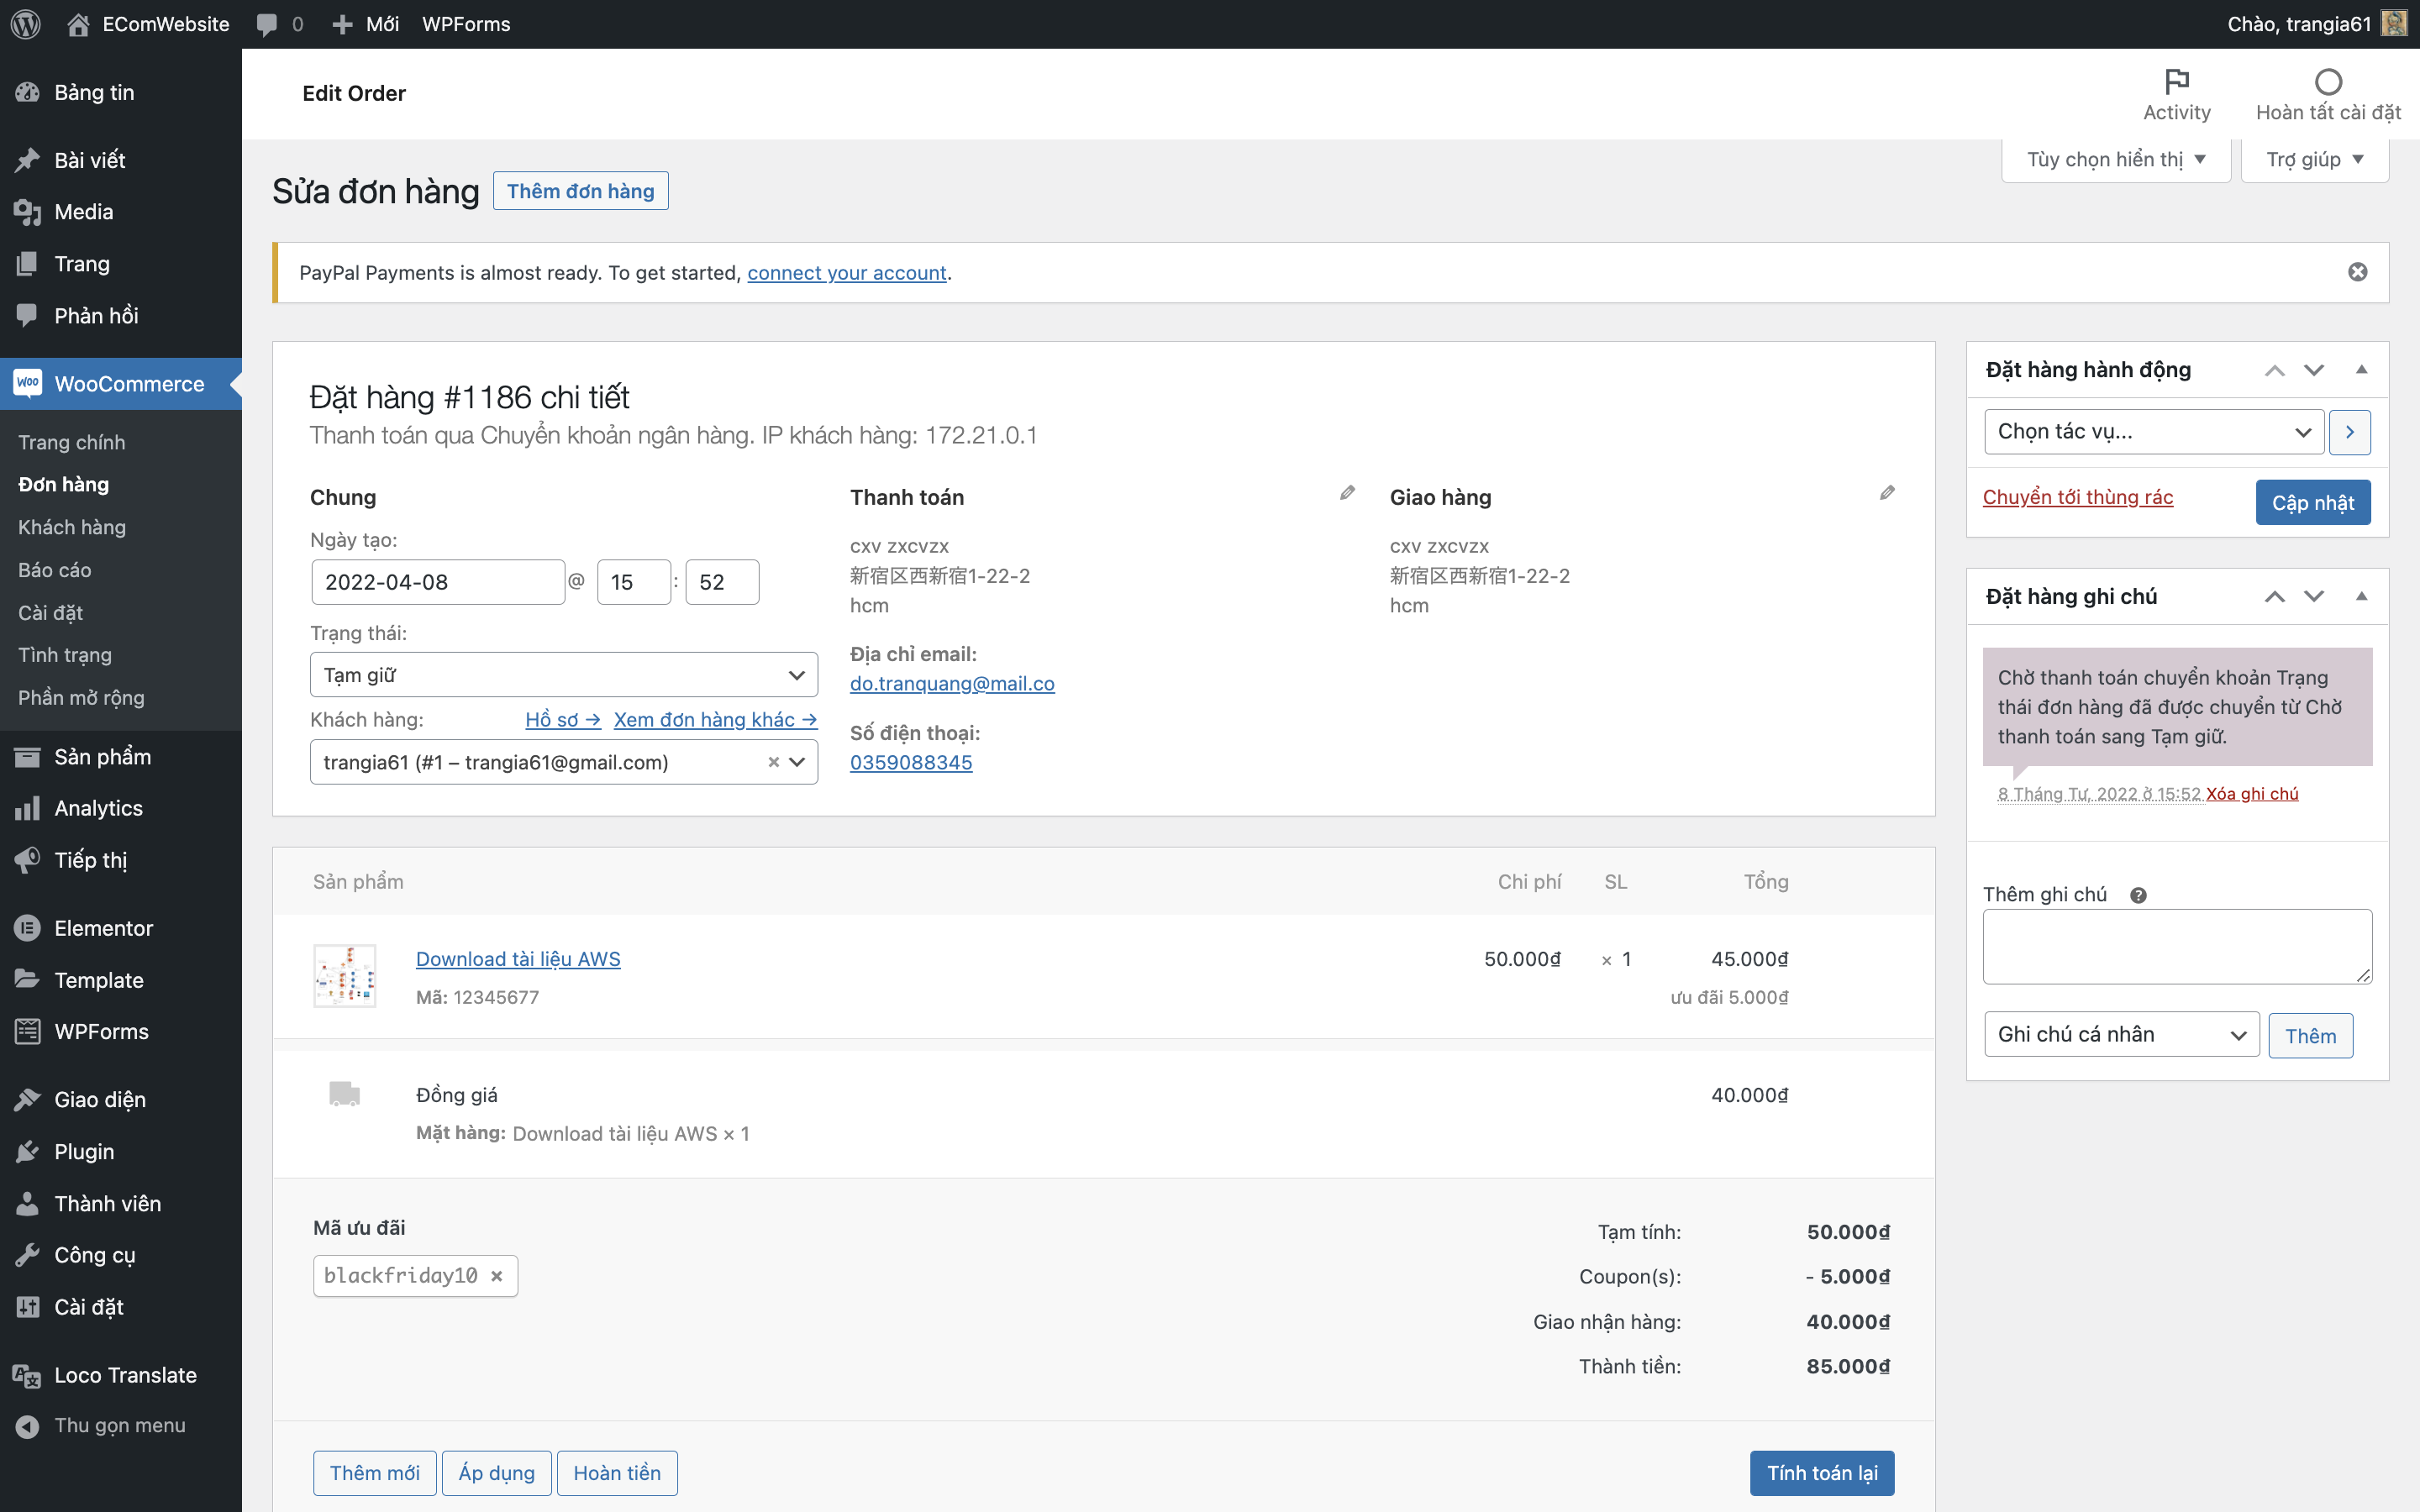 EComWebsite
0
Mới
WPForms
Chào, trangia61
Bảng tin
Bài viết
Media
Trang
Phản hồi
Woo
WooCommerce
Trang chính
Đơn hàng
Khách hàng
Báo cáo
Cài đặt
Tình trạng
Phần mở rộng
Sản phẩm
Analytics
Tiếp thị
Elementor
Template
WPForms
Giao diện
Plugin
Thành viên
Công cụ
Cài đặt
Loco Translate
Thu gọn menu
Edit Order
Activity
Hoàn tất cài đặt
Tùy chọn hiển thị
Trợ giúp
Sửa đơn hàng
Thêm đơn hàng
PayPal Payments is almost ready. To get started, connect your account.
Đặt hàng #1186 chi tiết
Thanh toán qua Chuyển khoản ngân hàng. IP khách hàng: 172.21.0.1
Chung
Ngày tạo:
2022-04-08 @ 15 : 52
Trạng thái:
Tạm giữ
Khách hàng: Hồ sơ → Xem đơn hàng khác →
trangia61 (#1 – trangia61@gmail.com) ×
Thanh toán
cxv zxcvzx
新宿区西新宿1-22-2
hcm
Địa chỉ email:
do.tranquang@mail.co
Số điện thoại:
0359088345
Giao hàng
cxv zxcvzx
新宿区西新宿1-22-2
hcm
Sản phẩm Chi phí SL Tổng
Download tài liệu AWS 50.000₫ × 1 45.000₫
Mã: 12345677 ưu đãi 5.000₫
Đồng giá 40.000₫
Mặt hàng: Download tài liệu AWS × 1
Mã ưu đãi
blackfriday10 ×
Tạm tính: 50.000₫
Coupon(s): - 5.000₫
Giao nhận hàng: 40.000₫
Thành tiền: 85.000₫
Thêm mới
Áp dụng
Hoàn tiền
Tính toán lại
Đặt hàng hành động
Chọn tác vụ...
Chuyển tới thùng rác
Cập nhật
Đặt hàng ghi chú
Chờ thanh toán chuyển khoản Trạng
thái đơn hàng đã được chuyển từ Chờ
thanh toán sang Tạm giữ.
8 Tháng Tư, 2022 ở 15:52 Xóa ghi chú
Thêm ghi chú ?
Ghi chú cá nhân
Thêm